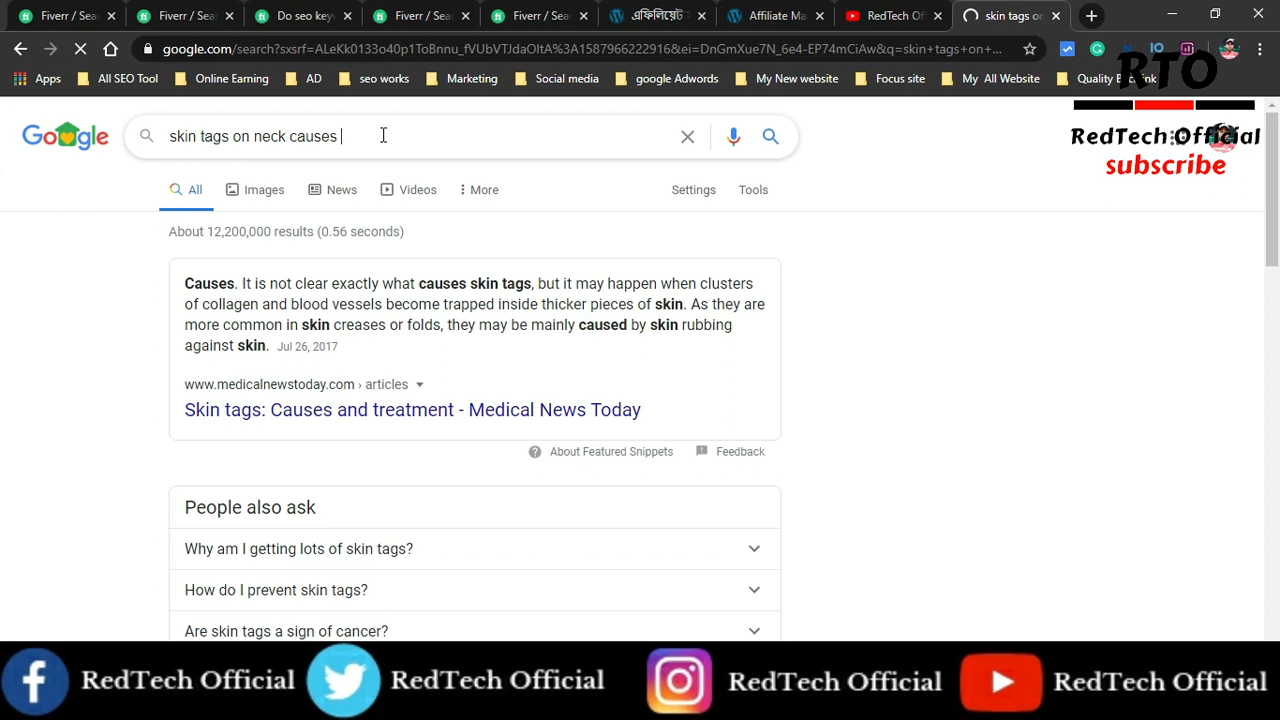 Fiverr / Sear
Fiverr / Sear
Do seo key
Fiverr / Sear
Fiverr / Sear
এফিলিয়েট
Affiliate Ma
RedTech Of
skin tags on
google.com/search?sxsrf=ALeKk0133o40p1ToBnnu_fVUbVTJdaOltA%3A1587966222916&ei=DnGmXue7N_6e4-EP74mCiAw&q=skin+tags+on+...
Apps
All SEO Tool
Online Earning
AD
seo works
Marketing
Social media
google Adwords
My New website
Focus site
My All Website
Quality Backlink
RTO
RedTech Official
subscribe
Google
skin tags on neck causes
All
Images
News
Videos
More
Settings
Tools
About 12,200,000 results (0.56 seconds)
Causes. It is not clear exactly what causes skin tags, but it may happen when clusters
of collagen and blood vessels become trapped inside thicker pieces of skin. As they are
more common in skin creases or folds, they may be mainly caused by skin rubbing
against skin. Jul 26, 2017
www.medicalnewstoday.com › articles
Skin tags: Causes and treatment - Medical News Today
About Featured Snippets
Feedback
People also ask
Why am I getting lots of skin tags?
How do I prevent skin tags?
Are skin tags a sign of cancer?
RedTech Official
RedTech Official
RedTech Official
RedTech Official